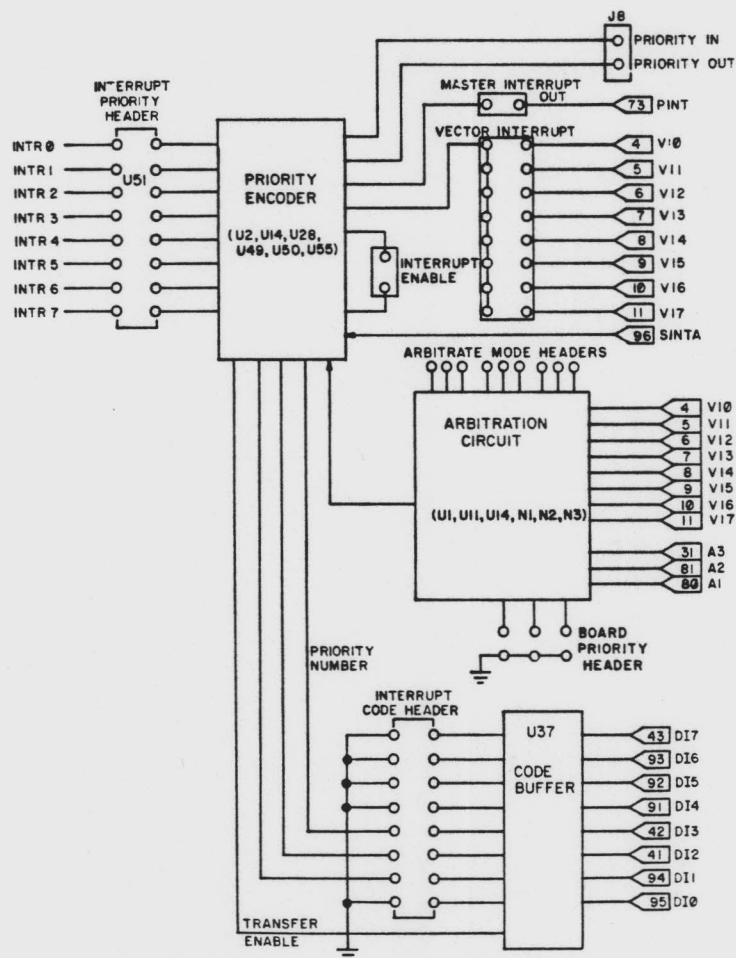 J8
PRIORITY IN
PRIORITY OUT
MASTER INTERRUPT
OUT
73 PINT
INTERRUPT
PRIORITY
HEADER
U51
INTR 0
INTR 1
INTR 2
INTR 3
INTR 4
INTR 5
INTR 6
INTR 7
PRIORITY
ENCODER
(U2, U14, U28,
U49, U50, U55)
INTERRUPT
ENABLE
VECTOR INTERRUPT
4 VI0
5 VI1
6 VI2
7 VI3
8 VI4
9 VI5
10 VI6
11 VI7
96 SINTA
ARBITRATE MODE HEADERS
ARBITRATION
CIRCUIT
(U1, U11, U14, N1, N2, N3)
4 VI0
5 VI1
6 VI2
7 VI3
8 VI4
9 VI5
10 VI6
11 VI7
31 A3
81 A2
80 A1
BOARD
PRIORITY
HEADER
PRIORITY
NUMBER
INTERRUPT
CODE HEADER
U37
CODE
BUFFER
43 DI7
93 DI6
92 DI5
91 DI4
42 DI3
41 DI2
94 DI1
95 DI0
TRANSFER
ENABLE